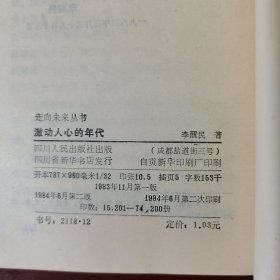 走向未来丛书
激动人心的年代 李醒民 著
四川人民出版社出版 (成都盐道街三号)
四川省新华书店发行 自贡新华印刷厂印刷
开本787×960毫米1/32 印张10.5 插页5 字数153千
1983年11月第一版
1984年6月第二版 1984年6月第二次印刷
印数:15,201—74,200册
书号:2118·12 定价:1.03元